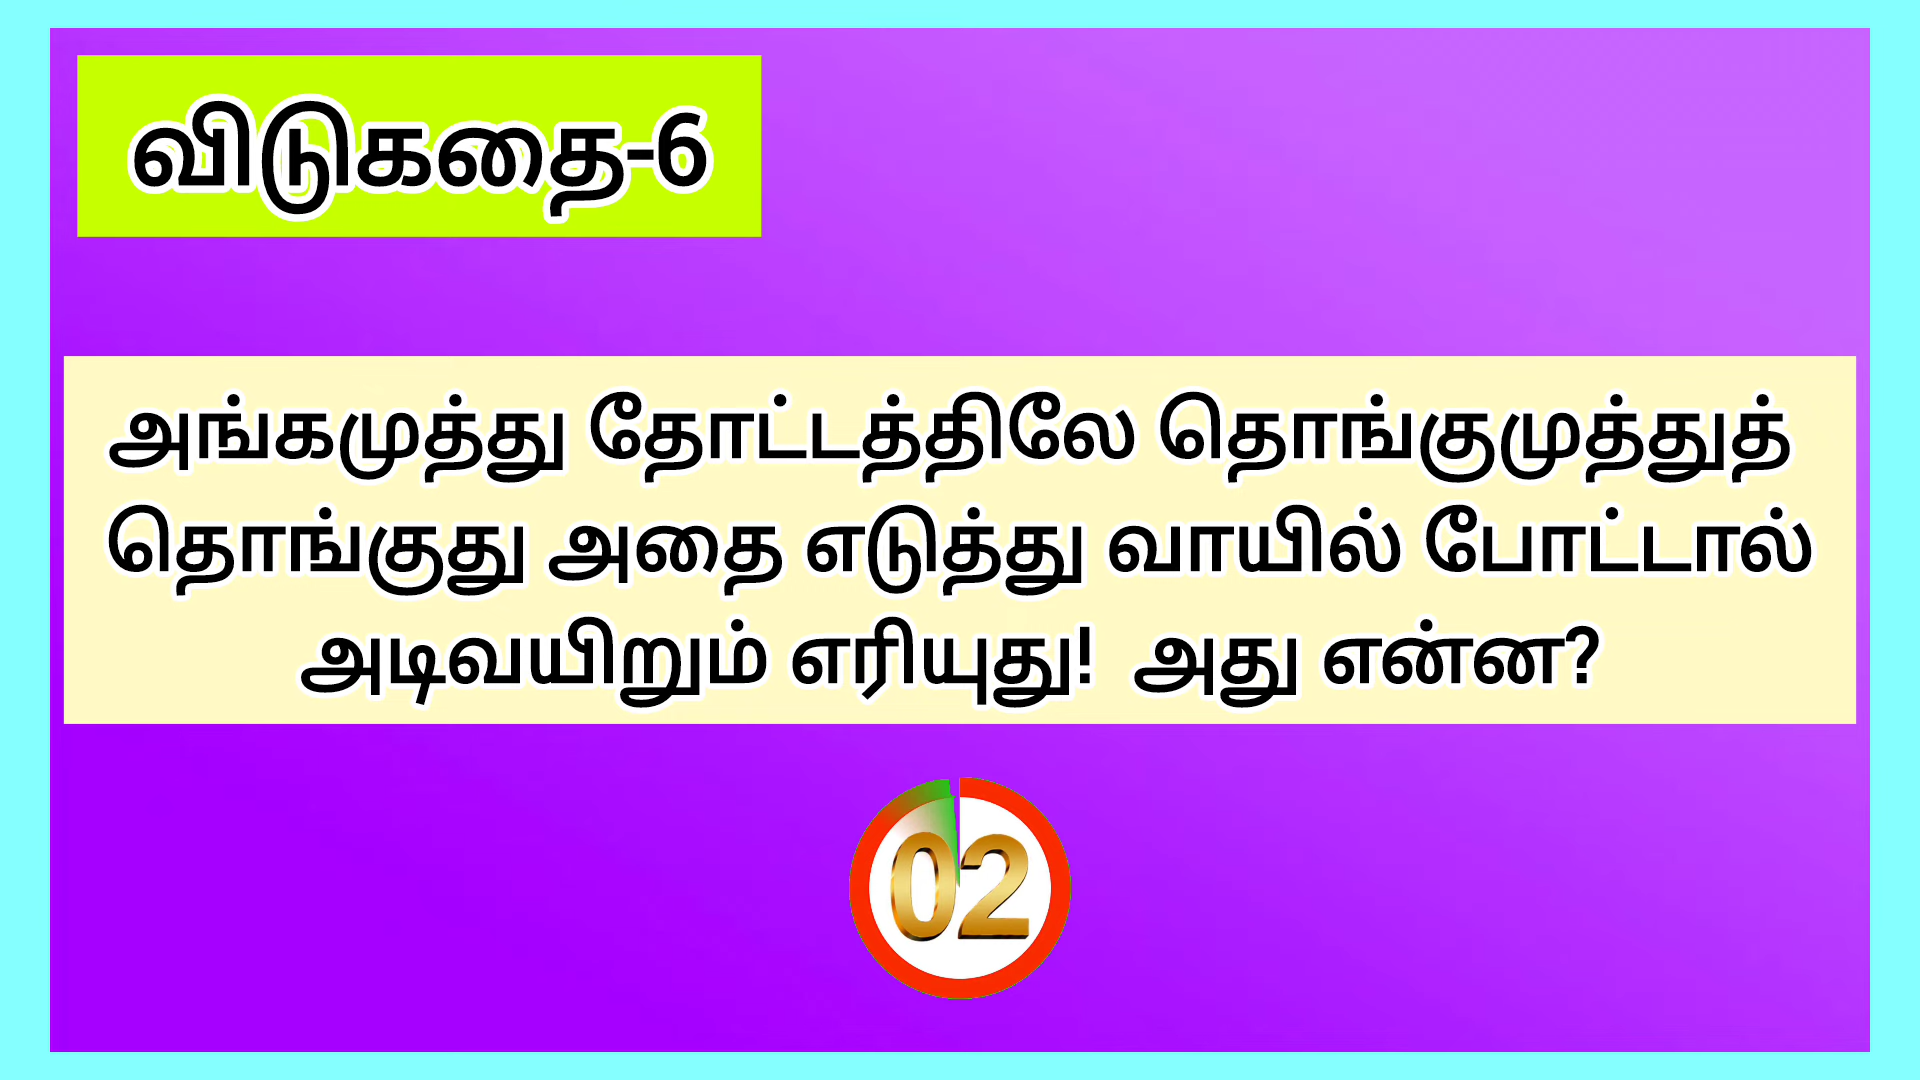 விடுகதை-6
அங்கமுத்து தோட்டத்திலே தொங்குமுத்துத்
தொங்குது அதை எடுத்து வாயில் போட்டால்
அடிவயிறும் எரியுது! அது என்ன?
02